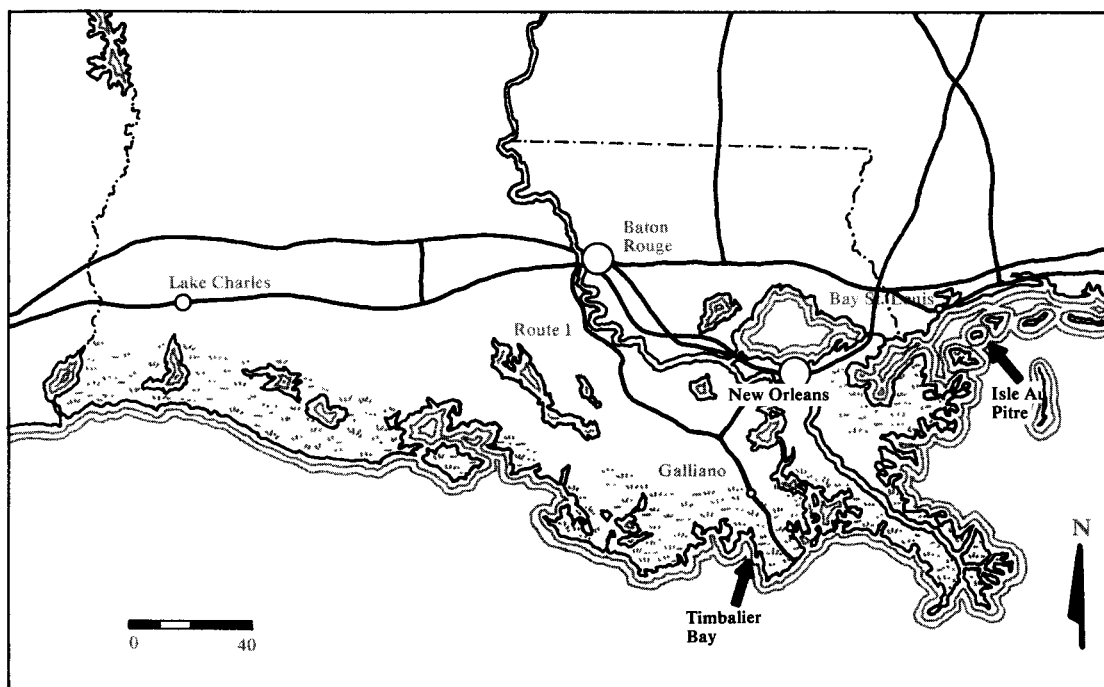 Baton
Rouge
Lake Charles
Bay St. Louis
Route 1
New Orleans
Isle Au
Pitre
Galliano
N
Timbalier
Bay
0 40